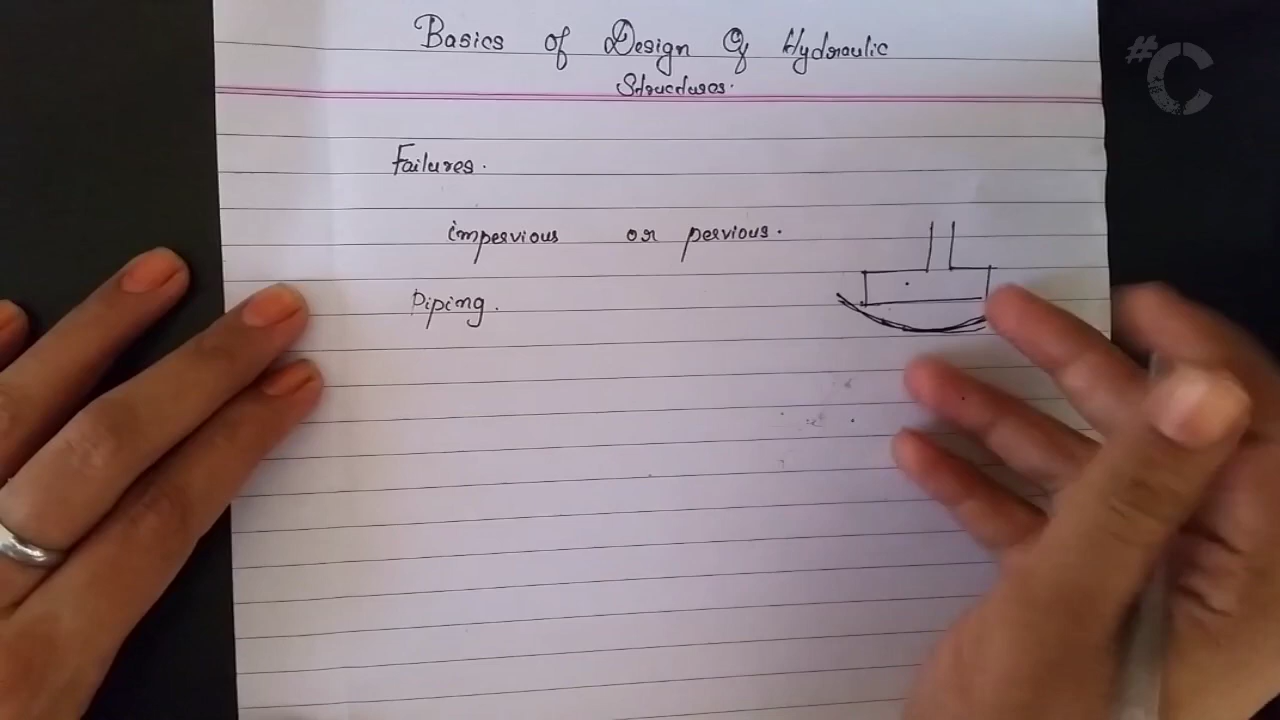 Basics of Design Of Hydraulic
Structures.
Failures.
impervious or pervious.
Piping.
#C